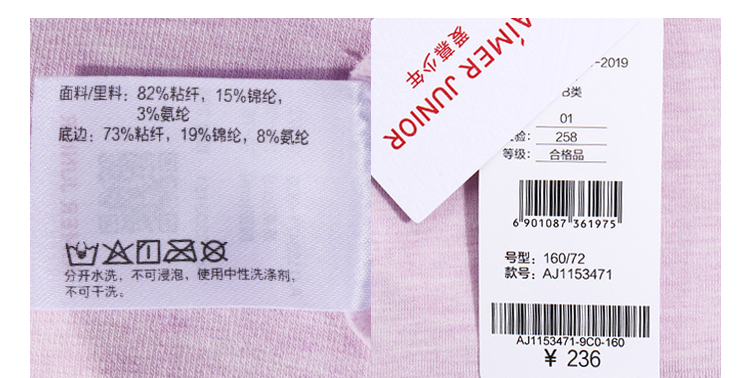 面料/里料：82%粘纤，15%锦纶，
3%氨纶
底边：73%粘纤，19%锦纶，8%氨纶
分开水洗，不可浸泡，使用中性洗涤剂，
不可干洗。
AIMER JUNIOR
爱慕少年
-2019
B类
01
验：258
等级：合格品
6 901087 361975
号型：160/72
款号：AJ1153471
AJ1153471-9C0-160
¥ 236